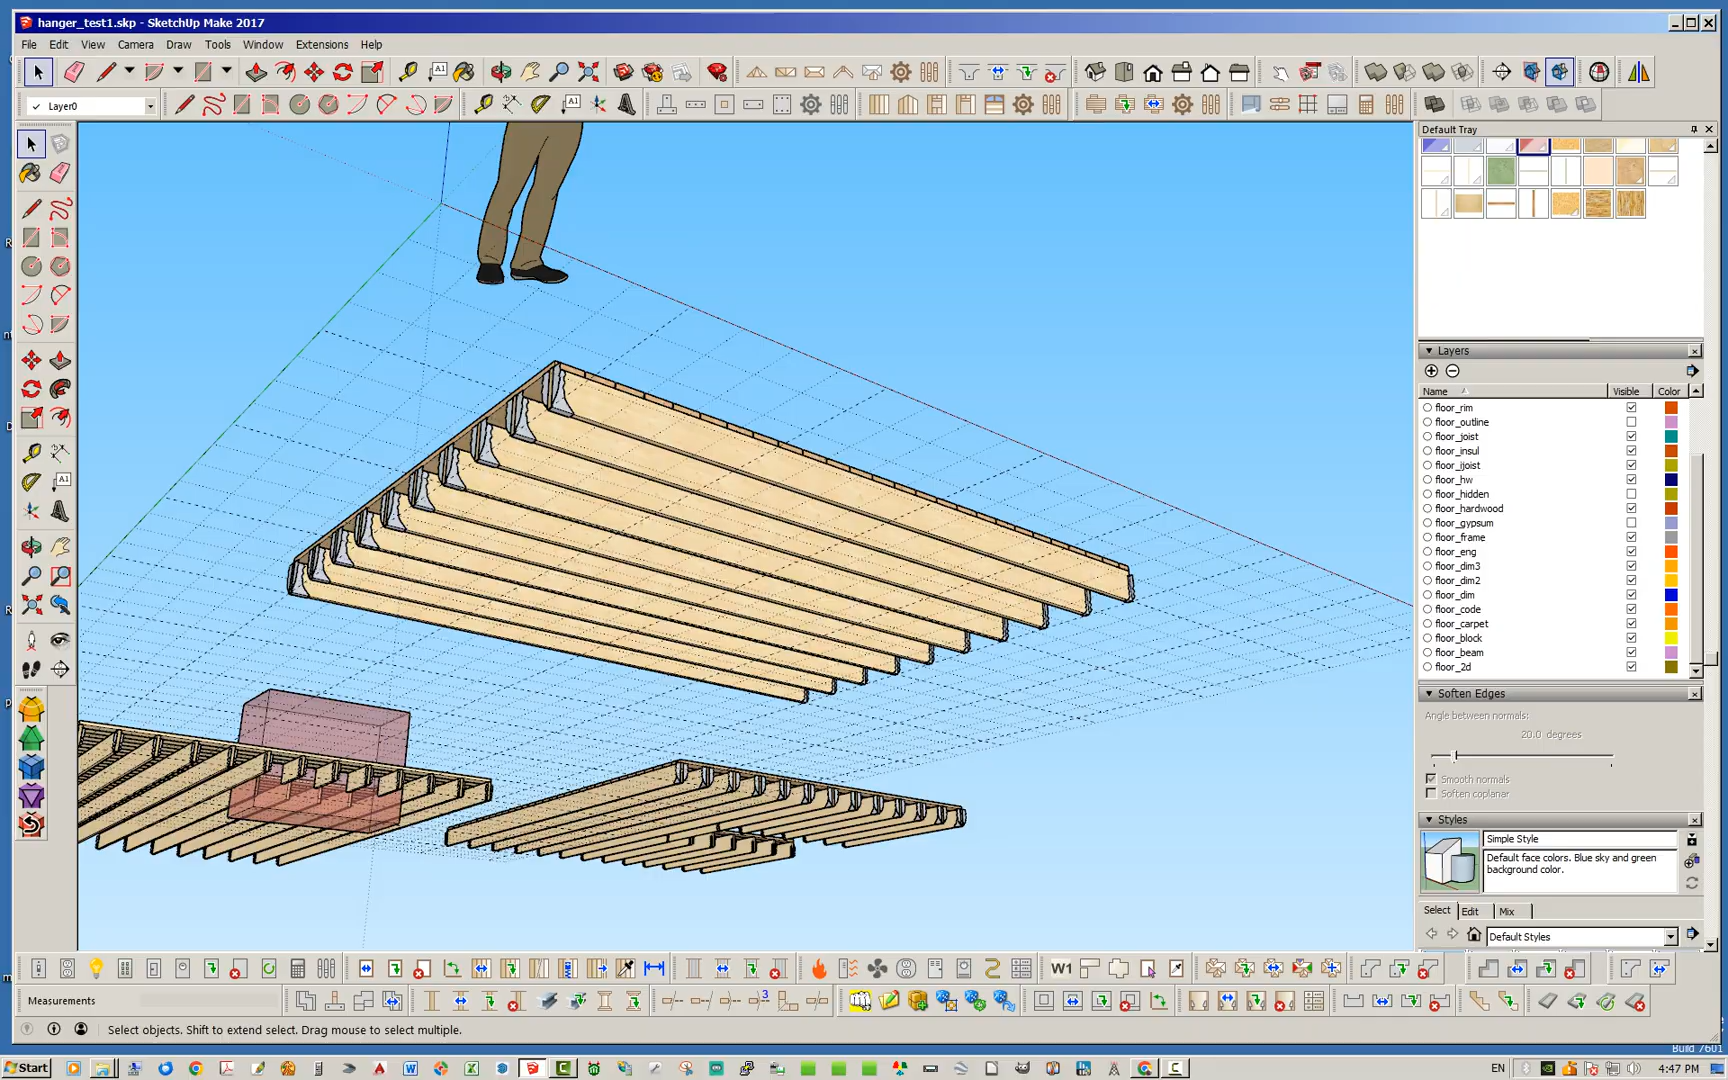 hanger_test1.skp - SketchUp Make 2017
File Edit View Camera Draw Tools Window Extensions Help
Layer0
Default Tray
Layers
Name Visible Color
floor_rim
floor_outline
floor_joist
floor_insul
floor_ijoist
floor_hw
floor_hidden
floor_hardwood
floor_gypsum
floor_frame
floor_eng
floor_dim3
floor_dim2
floor_dim
floor_code
floor_carpet
floor_block
floor_beam
floor_2d
Soften Edges
Angle between normals:
20.0 degrees
Smooth normals
Soften coplanar
Styles
Simple Style
Default face colors. Blue sky and green
background color.
Select Edit Mix
Default Styles
W1
Measurements
Select objects. Shift to extend select. Drag mouse to select multiple.
Build 7601
Start
EN
4:47 PM